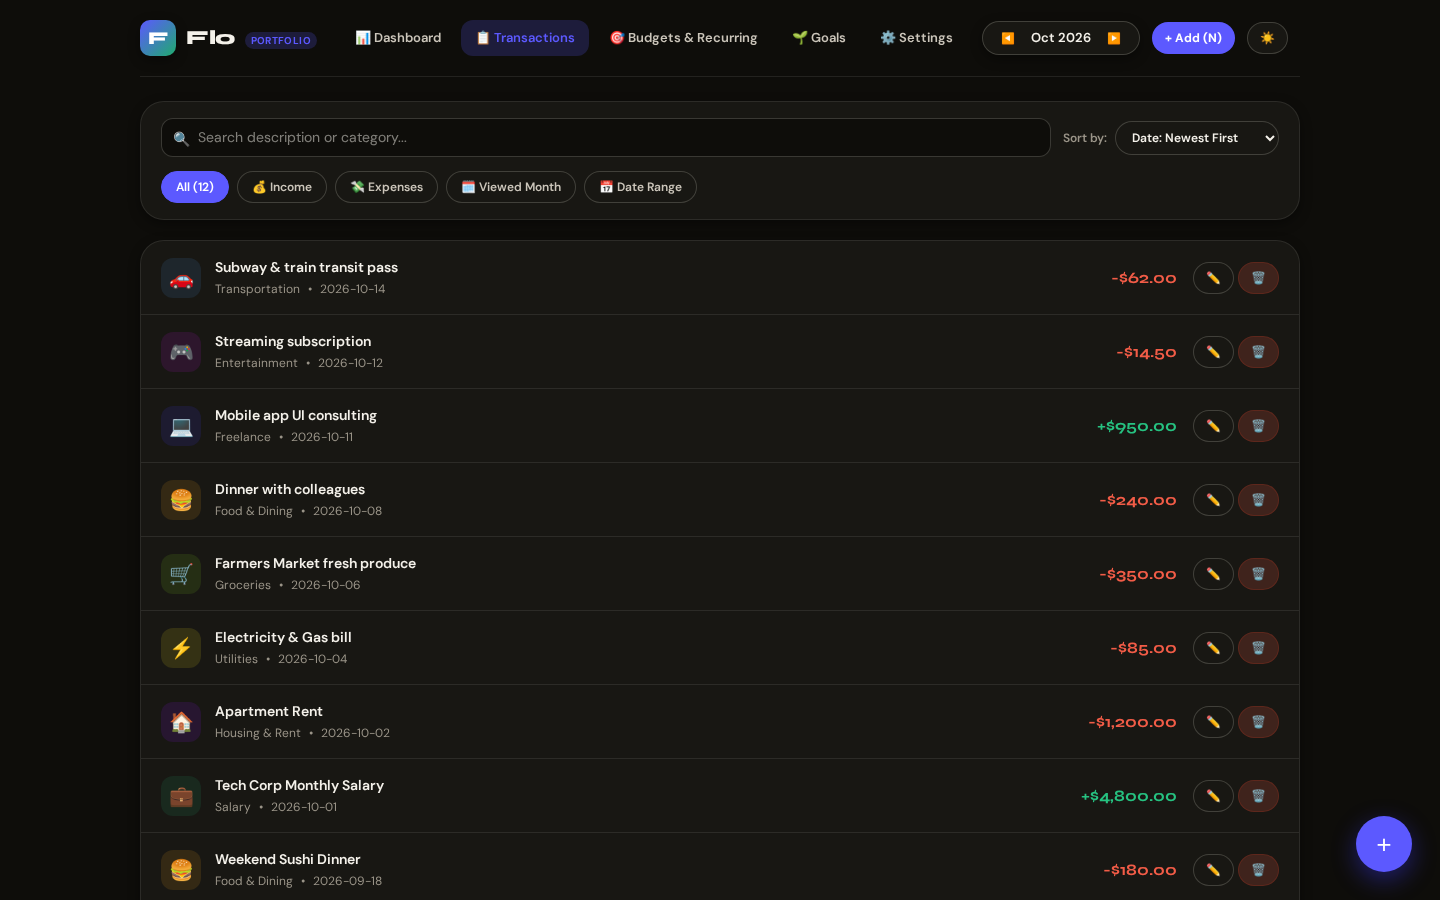 F Flo PORTFOLIO 📊 Dashboard 📋 Transactions 🎯 Budgets & Recurring 🌱 Goals ⚙️ Settings ◀ Oct 2026 ▶ + Add (N) ☀️
🔍 Search description or category... Sort by: Date: Newest First
All (12) 💰 Income 💸 Expenses 🗓️ Viewed Month 📅 Date Range
Subway & train transit pass
Transportation • 2026-10-14
-$62.00
Streaming subscription
Entertainment • 2026-10-12
-$14.50
Mobile app UI consulting
Freelance • 2026-10-11
+$950.00
Dinner with colleagues
Food & Dining • 2026-10-08
-$240.00
Farmers Market fresh produce
Groceries • 2026-10-06
-$350.00
Electricity & Gas bill
Utilities • 2026-10-04
-$85.00
Apartment Rent
Housing & Rent • 2026-10-02
-$1,200.00
Tech Corp Monthly Salary
Salary • 2026-10-01
+$4,800.00
Weekend Sushi Dinner
Food & Dining • 2026-09-18
-$180.00
+